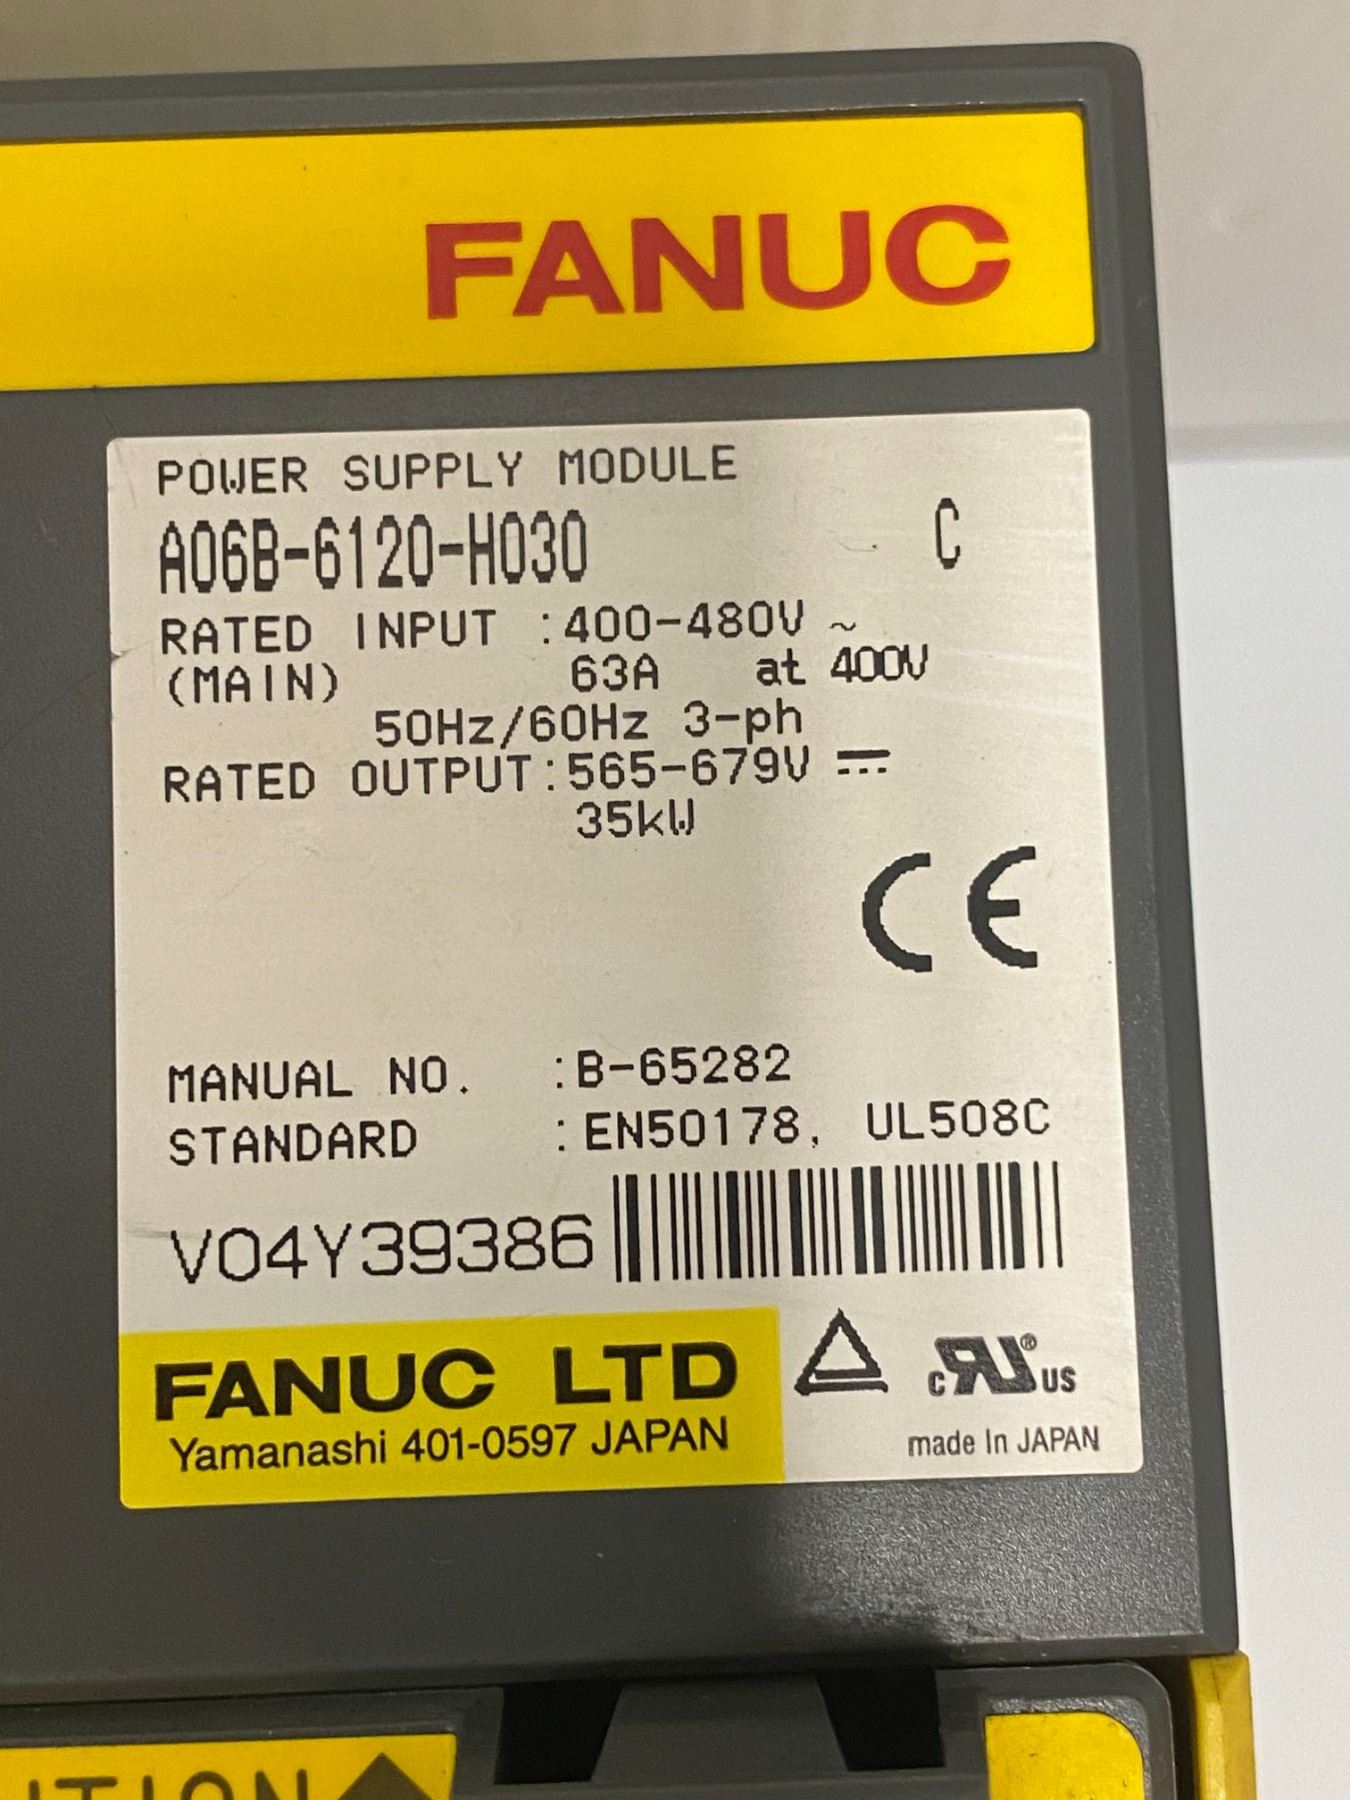 FANUC
POWER SUPPLY MODULE
A06B-6120-H030 C
RATED INPUT :400-480V ~
(MAIN) 63A at 400V
50Hz/60Hz 3-ph
RATED OUTPUT:565-679V ⎓
35kW
CE
MANUAL NO. :B-65282
STANDARD :EN50178, UL508C
V04Y39386
FANUC LTD
Yamanashi 401-0597 JAPAN
c RU ® US
made In JAPAN